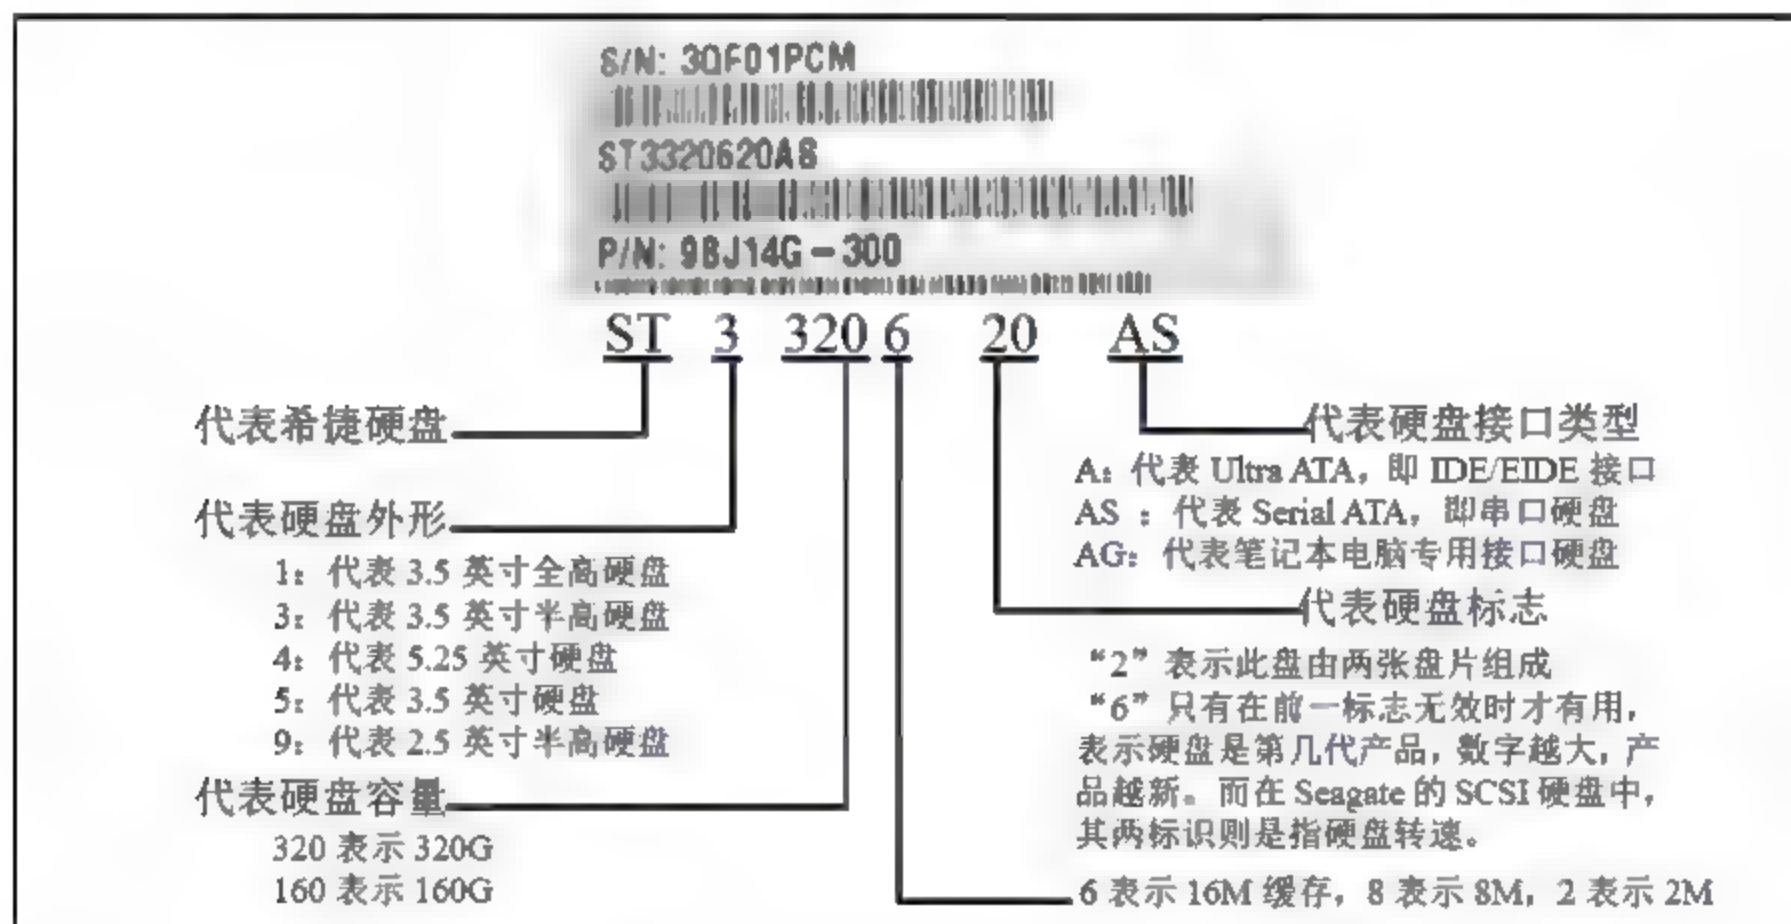 S/N: 3QF01PCM
ST3320620AS
P/N: 9BJ14G-300
ST 3 320 6 20 AS
代表希捷硬盘
代表硬盘外形
1: 代表 3.5 英寸全高硬盘
3: 代表 3.5 英寸半高硬盘
4: 代表 5.25 英寸硬盘
5: 代表 3.5 英寸硬盘
9: 代表 2.5 英寸半高硬盘
代表硬盘容量
320 表示 320G
160 表示 160G
代表硬盘接口类型
A: 代表 Ultra ATA，即 IDE/EIDE 接口
AS : 代表 Serial ATA，即串口硬盘
AG: 代表笔记本电脑专用接口硬盘
代表硬盘标志
“2”表示此盘由两张盘片组成
“6”只有在前一标志无效时才有用，
表示硬盘是第几代产品，数字越大，产
品越新。而在 Seagate 的 SCSI 硬盘中，
其两标识则是指硬盘转速。
6 表示 16M 缓存，8 表示 8M，2 表示 2M